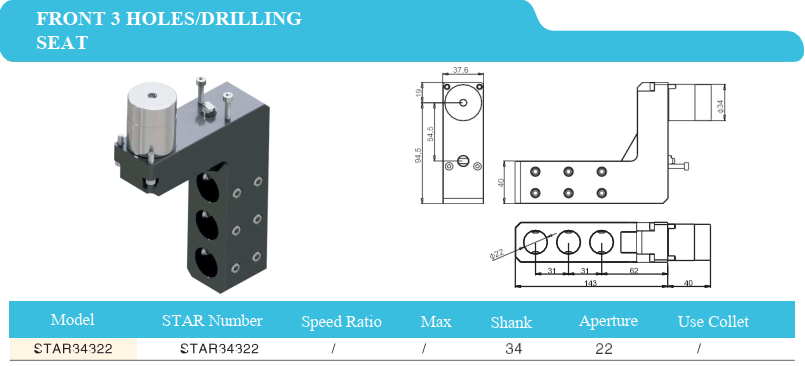 FRONT 3 HOLES/DRILLING
SEAT
37,6
19
54,5
94,5
40
ϕ34
ϕ22
31
31
62
143
40
Model STAR Number Speed Ratio Max Shank Aperture Use Collet
STAR34322 STAR34322 / / 34 22 /